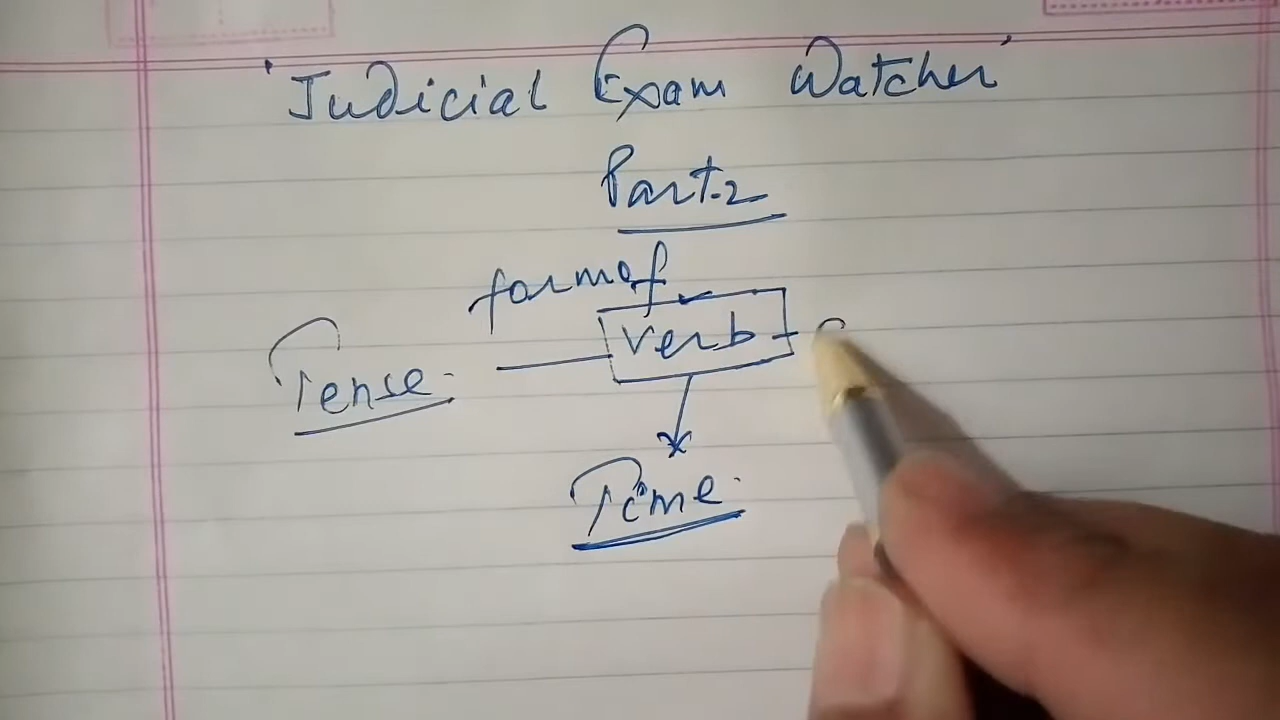 'Judicial Exam Watcher'
Part-2
form of
Tense. verb
Time.